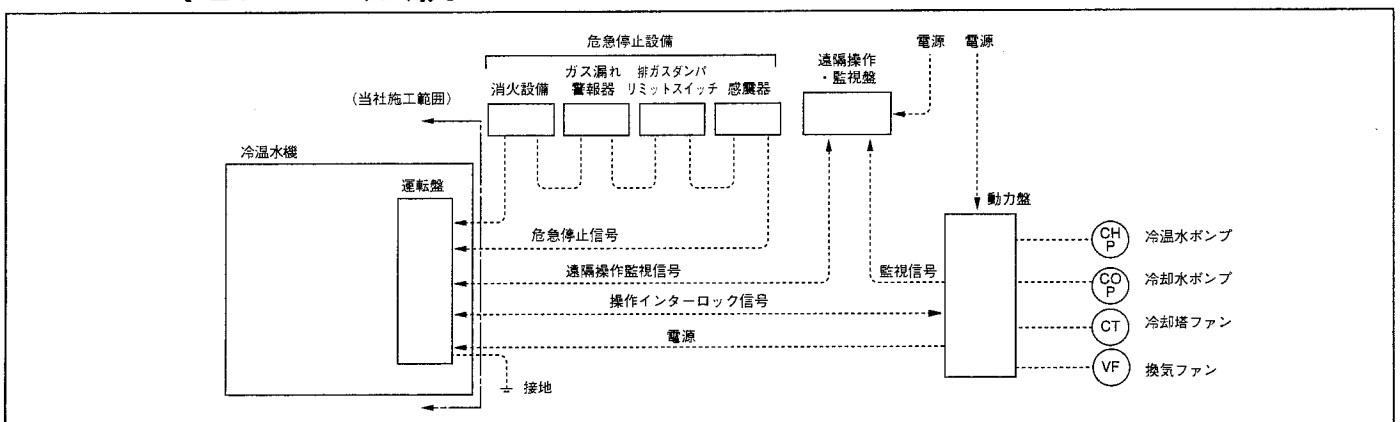 危急停止設備
電源
電源
遠隔操作
・監視盤
消火設備
ガス漏れ
警報器
排ガスダンパ
リミットスイッチ
感震器
(当社施工範囲)
冷温水機
運転盤
動力盤
危急停止信号
遠隔操作監視信号
監視信号
操作インターロック信号
電源
接地
CH
P
冷温水ポンプ
CO
P
冷却水ポンプ
CT
冷却塔ファン
VF
換気ファン